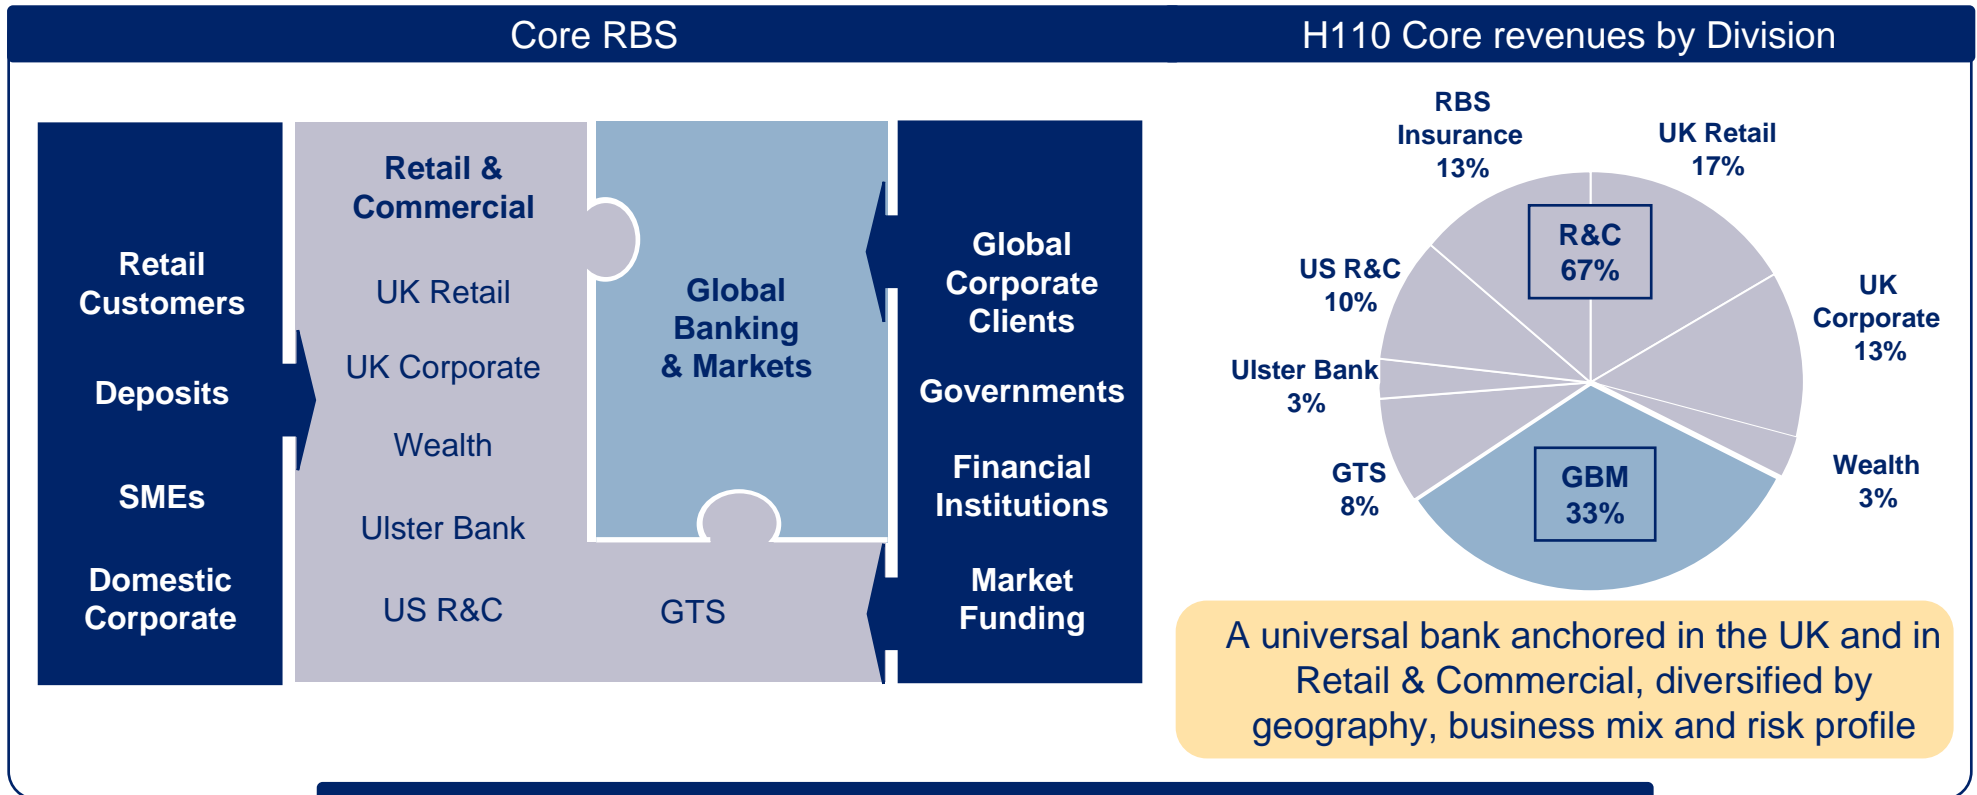 Core RBS
H110 Core revenues by Division
Retail
Customers
Deposits
SMEs
Domestic
Corporate
Retail &
Commercial
UK Retail
UK Corporate
Wealth
Ulster Bank
US R&C
GTS
Global
Banking
& Markets
Global
Corporate
Clients
Governments
Financial
Institutions
Market
Funding
RBS
Insurance
13%
UK Retail
17%
R&C
67%
US R&C
10%
UK
Corporate
13%
Ulster Bank
3%
GTS
8%
GBM
33%
Wealth
3%
A universal bank anchored in the UK and in
Retail & Commercial, diversified by
geography, business mix and risk profile